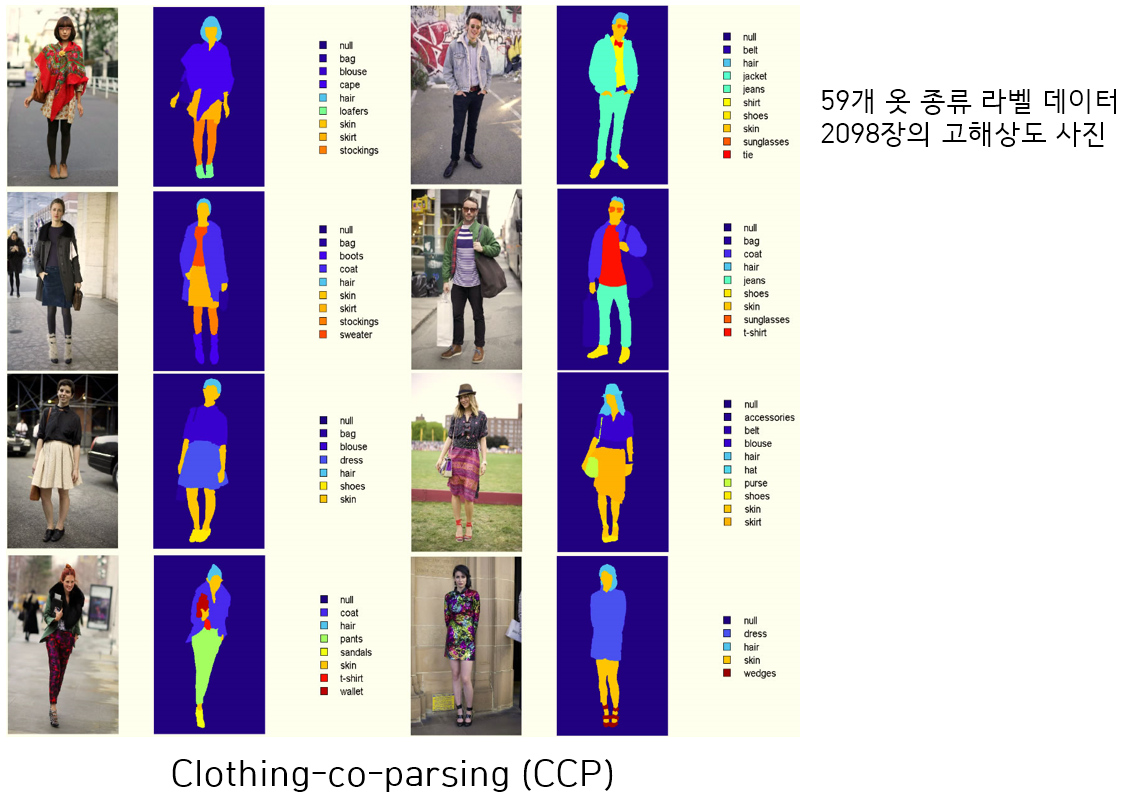 null
bag
blouse
cape
hair
loafers
skin
skirt
stockings
null
belt
hair
jacket
jeans
shirt
shoes
skin
sunglasses
tie
59개 옷 종류 라벨 데이터
2098장의 고해상도 사진
null
bag
boots
coat
hair
skin
skirt
stockings
sweater
null
bag
coat
hair
jeans
shoes
skin
sunglasses
t-shirt
null
bag
blouse
dress
hair
shoes
skin
null
accessories
belt
blouse
hair
hat
purse
shoes
skin
skirt
null
coat
hair
pants
sandals
skin
t-shirt
wallet
null
dress
hair
skin
wedges
Clothing-co-parsing (CCP)